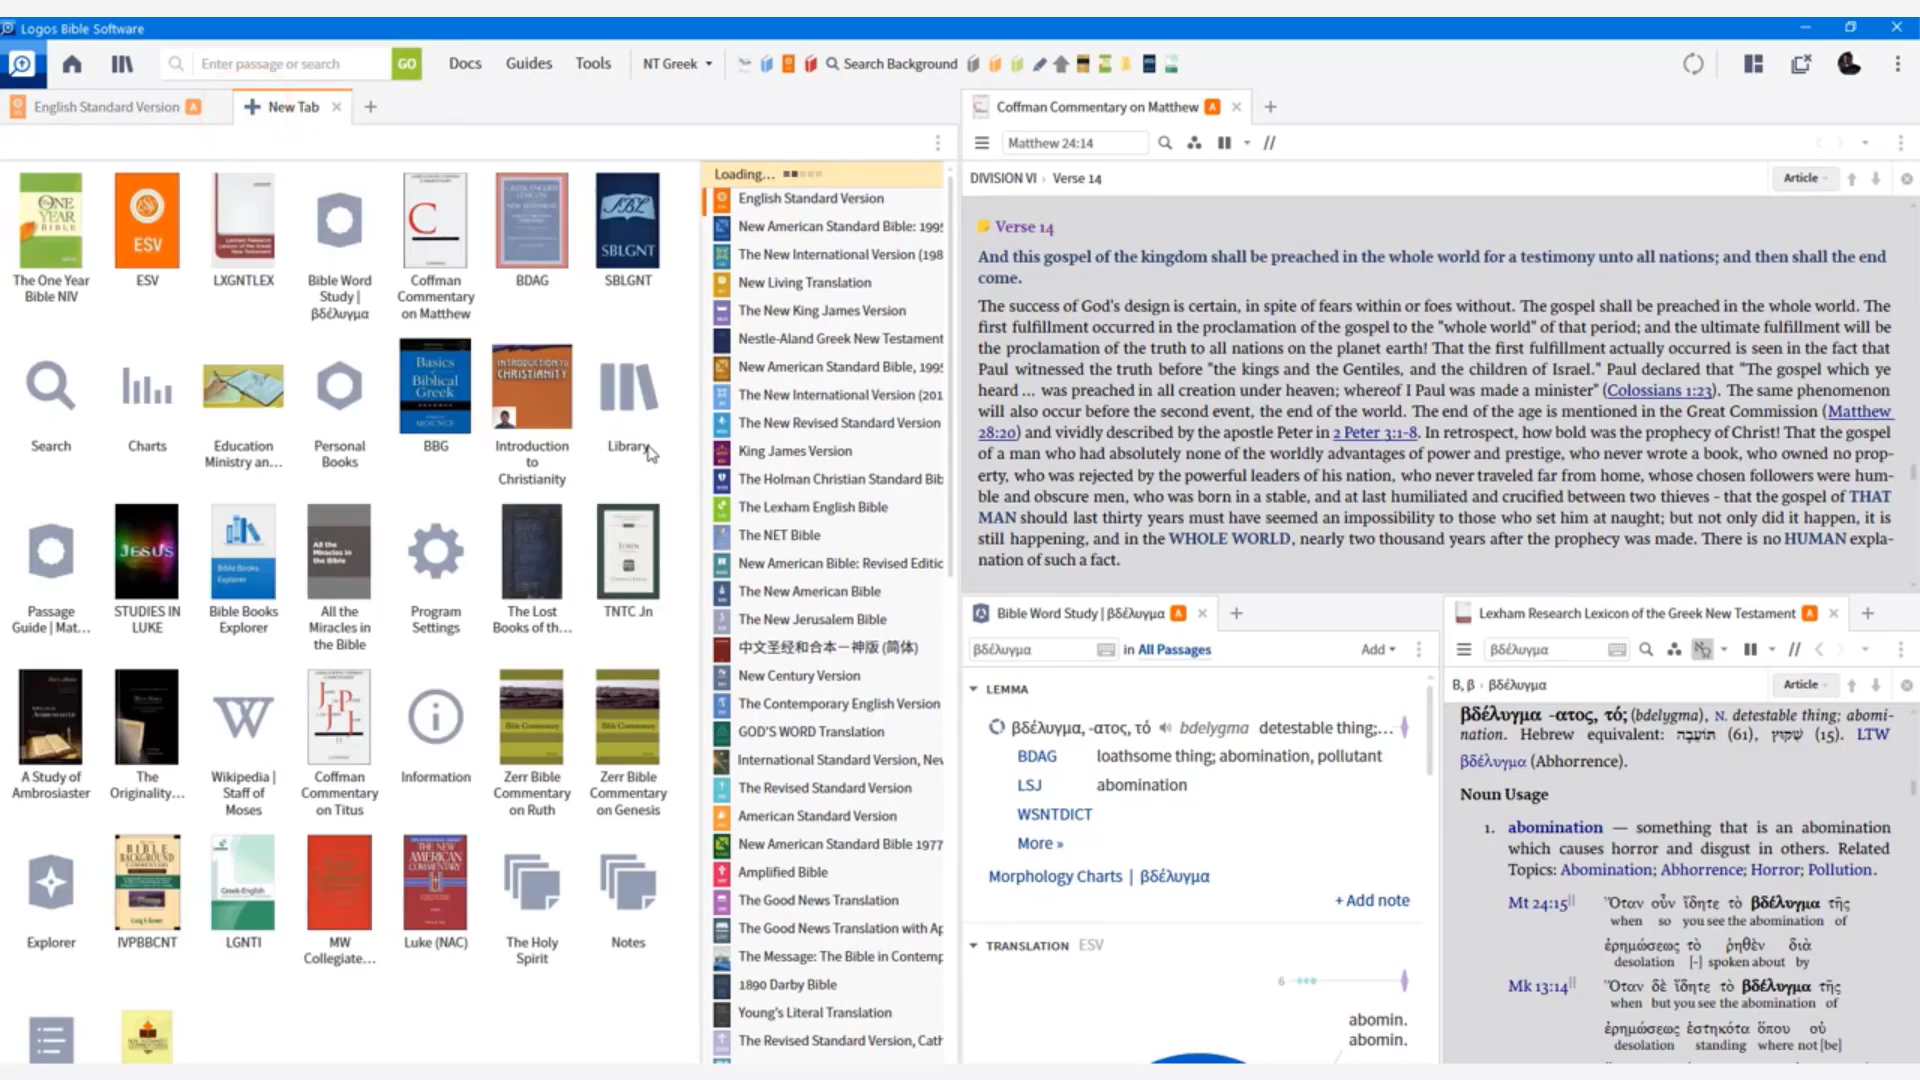 Logos Bible Software
Enter passage or search
GO
Docs
Guides
Tools
NT Greek
Search Background
English Standard Version A
New Tab
The One Year Bible NIV
ESV
LXGNTLEX
Bible Word Study | βδέλυγμα
Coffman Commentary on Matthew
BDAG
SBLGNT
Search
Charts
Education Ministry an...
Personal Books
BBG
Introduction to Christianity
Library
Passage Guide | Mat...
STUDIES IN LUKE
Bible Books Explorer
All the Miracles in the Bible
Program Settings
The Lost Books of th...
TNTC Jn
A Study of Ambrosiaster
The Originality...
Wikipedia | Staff of Moses
Coffman Commentary on Titus
Information
Zerr Bible Commentary on Ruth
Zerr Bible Commentary on Genesis
Explorer
IVPBBCNT
LGNTI
MW Collegiate...
Luke (NAC)
The Holy Spirit
Notes
Loading...
English Standard Version
New American Standard Bible: 1995
The New International Version (198
New Living Translation
The New King James Version
Nestle-Aland Greek New Testament
New American Standard Bible, 1995
The New International Version (201
The New Revised Standard Version
King James Version
The Holman Christian Standard Bib
The Lexham English Bible
The NET Bible
New American Bible: Revised Editic
The New American Bible
The New Jerusalem Bible
中文圣经和合本－神版 (简体)
New Century Version
The Contemporary English Version
GOD'S WORD Translation
International Standard Version, Nev
The Revised Standard Version
American Standard Version
New American Standard Bible 1977
Amplified Bible
The Good News Translation
The Good News Translation with Ap
The Message: The Bible in Contemp
1890 Darby Bible
Young's Literal Translation
The Revised Standard Version, Cath
Coffman Commentary on Matthew A
Matthew 24:14
DIVISION VI › Verse 14
Article
Verse 14
And this gospel of the kingdom shall be preached in the whole world for a testimony unto all nations; and then shall the end
come.
The success of God's design is certain, in spite of fears within or foes without. The gospel shall be preached in the whole world. The
first fulfillment occurred in the proclamation of the gospel to the "whole world" of that period; and the ultimate fulfillment will be
the proclamation of the truth to all nations on the planet earth! That the first fulfillment actually occurred is seen in the fact that
Paul witnessed the truth before "the kings and the Gentiles, and the children of Israel." Paul declared that "The gospel which ye
heard ... was preached in all creation under heaven; whereof I Paul was made a minister" (Colossians 1:23). The same phenomenon
will also occur before the second event, the end of the world. The end of the age is mentioned in the Great Commission (Matthew
28:20) and vividly described by the apostle Peter in 2 Peter 3:1-8. In retrospect, how bold was the prophecy of Christ! That the gospel
of a man who had absolutely none of the worldly advantages of power and prestige, who never wrote a book, who owned no prop-
erty, who was rejected by the powerful leaders of his nation, who never traveled far from home, whose chosen followers were hum-
ble and obscure men, who was born in a stable, and at last humiliated and crucified between two thieves - that the gospel of THAT
MAN should last thirty years must have seemed an impossibility to those who set him at naught; but not only did it happen, it is
still happening, and in the WHOLE WORLD, nearly two thousand years after the prophecy was made. There is no HUMAN expla-
nation of such a fact.
Bible Word Study | βδέλυγμα A
βδέλυγμα in All Passages
Add
LEMMA
βδέλυγμα, -ατος, τό bdelygma detestable thing;...
BDAG loathsome thing; abomination, pollutant
LSJ abomination
WSNTDICT
More »
Morphology Charts | βδέλυγμα
+ Add note
TRANSLATION ESV
6
abomin.
abomin.
Lexham Research Lexicon of the Greek New Testament A
βδέλυγμα
Β, β › βδέλυγμα
Article
βδέλυγμα -ατος, τό; (bdelygma), N. detestable thing; abomi-
nation. Hebrew equivalent: תּוֹעֵבָה (61), שִׁקּוּץ (15). LTW
βδέλυγμα (Abhorrence).
Noun Usage
1. abomination — something that is an abomination
which causes horror and disgust in others. Related
Topics: Abomination; Abhorrence; Horror; Pollution.
Mt 24:15 Ὅταν οὖν ἴδητε τὸ βδέλυγμα τῆς
when so you see the abomination of
ἐρημώσεως τὸ ῥηθὲν διὰ
desolation [-] spoken about by
Mk 13:14 Ὅταν δὲ ἴδητε τὸ βδέλυγμα τῆς
when but you see the abomination of
ἐρημώσεως ἑστηκότα ὅπου οὐ
desolation standing where not [be]